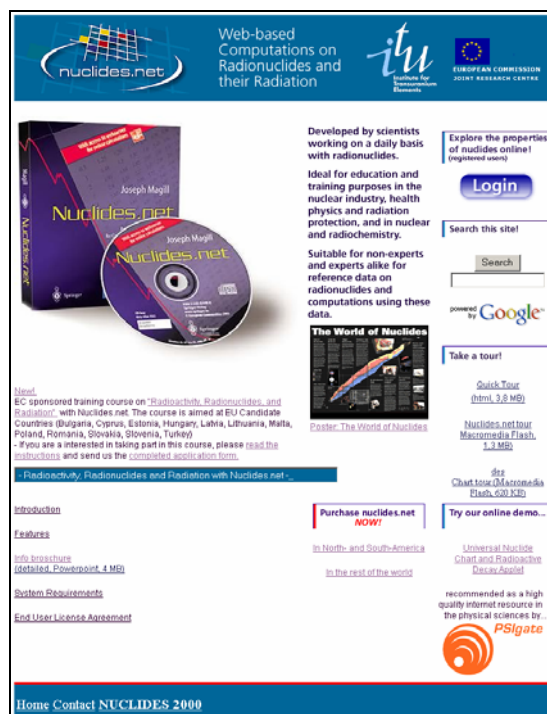 nuclides.net
Web-based
Computations on
Radionuclides and
their Radiation
itu
Institute for
Transuranium
Elements
EUROPEAN COMMISSION
JOINT RESEARCH CENTRE
Joseph Magill
Nuclides.net
Springer
Magill
Nuclides.net
Joseph Magill
Nuclides.net
Springer
Developed by scientists
working on a daily basis
with radionuclides.
Ideal for education and
training purposes in the
nuclear industry, health
physics and radiation
protection, and in nuclear
and radiochemistry.
Suitable for non-experts
and experts alike for
reference data on
radionuclides and
computations using these
data.
The World of Nuclides
Poster: The World of Nuclides
Explore the properties
of nuclides online!
(registered users)
Login
Search this site!
Search
powered
by Google™
Take a tour!
Quick Tour
(html, 3,8 MB)
Nuclides.net tour
Macromedia Flash,
1,3 MB)
dez
Chart tour (Macromedia
Flash, 620 KB)
New!
EC sponsored training course on "Radioactivity, Radionuclides, and
Radiation" with Nuclides.net. The course is aimed at EU Candidate
Countries (Bulgaria, Cyprus, Estonia, Hungary, Latvia, Lithuania, Malta,
Poland, Romania, Slovakia, Slovenia, Turkey)
- If you are a interested in taking part in this course, please read the
instructions and send us the completed application form.
- Radioactivity, Radionuclides and Radiation with Nuclides.net -_
Introduction
Features
Info broschure
(detailed, Powerpoint, 4 MB)
System Requirements
End User License Agreement
Purchase nuclides.net
NOW!
In North- and South-America
In the rest of the world
Try our online demo...
Universal Nuclide
Chart and Radioactive
Decay Applet
recommended as a high
quality internet resource in
the physical sciences by...
PSIgate
Home Contact NUCLIDES 2000